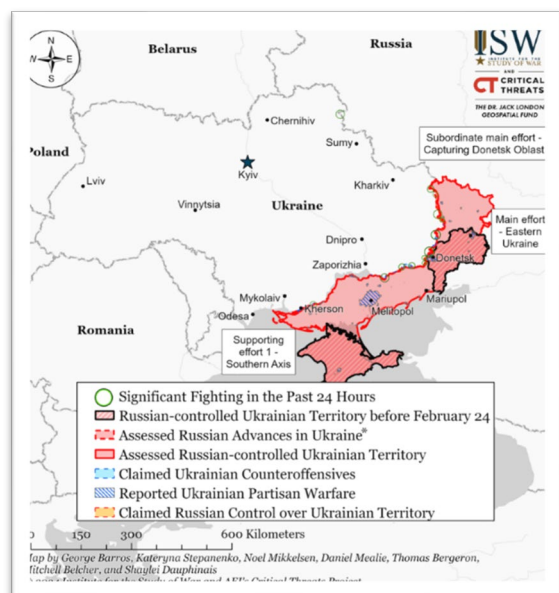 Belarus
Russia
N
W
E
S
ISW
INSTITUTE FOR THE
STUDY OF WAR
AND
CT CRITICAL
THREATS
THE DR. JACK LONDON
GEOSPATIAL FUND
Chernihiv
Sumy
Subordinate main effort -
Capturing Donetsk Oblast
Poland
Kyiv
Lviv
Kharkiv
Vinnytsia
Ukraine
Main effort
- Eastern
Ukraine
Dnipro
Zaporizhia
Donetsk
Mykolaiv
Mariupol
Melitopol
Kherson
Odesa
Romania
Supporting
effort 1 -
Southern Axis
Significant Fighting in the Past 24 Hours
Russian-controlled Ukrainian Territory before February 24
Assessed Russian Advances in Ukraine*
Assessed Russian-controlled Ukrainian Territory
Claimed Ukrainian Counteroffensives
Reported Ukrainian Partisan Warfare
Claimed Russian Control over Ukrainian Territory
0 150 300 600 Kilometers
Map by George Barros, Kateryna Stepanenko, Noel Mikkelsen, Daniel Mealie, Thomas Bergeron,
Mitchell Belcher, and Shaylei Dauphinais
Institute for the Study of War and AEI's Critical Threats Project